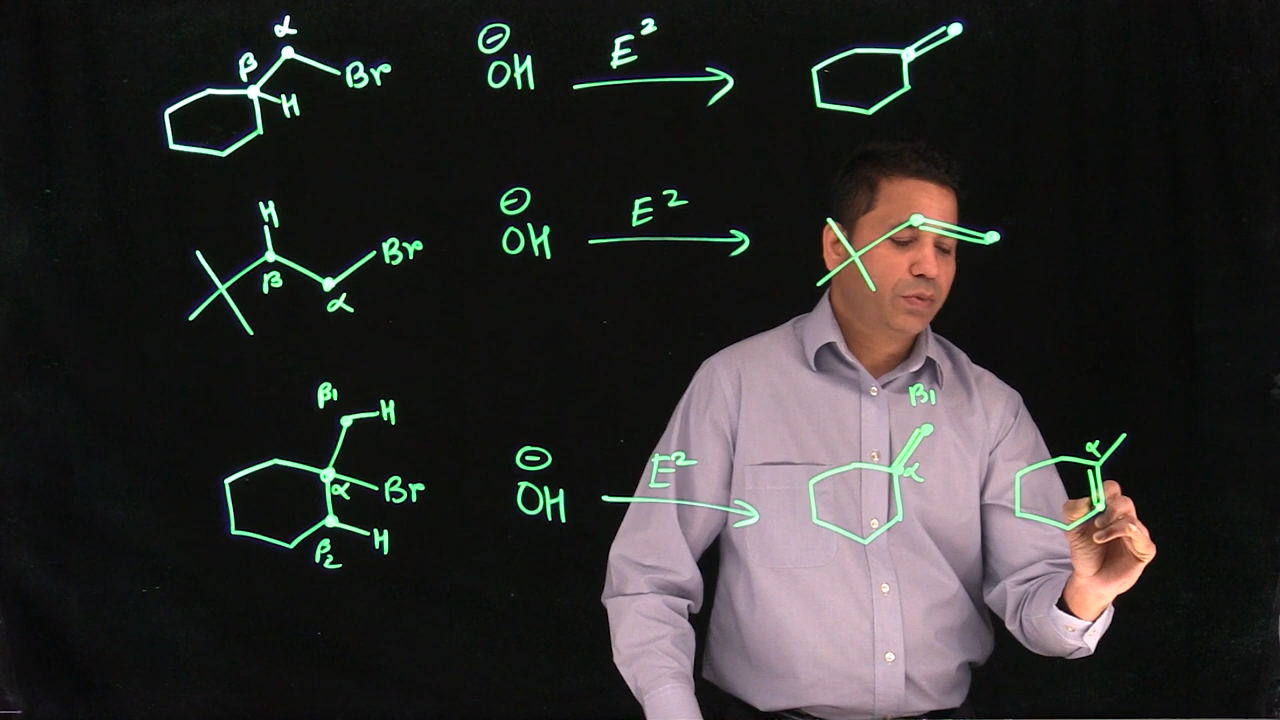 α
β Br ⊖ OH E²
H
H
Br ⊖ OH E²
β
α
β1 H β1
α Br ⊖ OH E² α α
H
β2